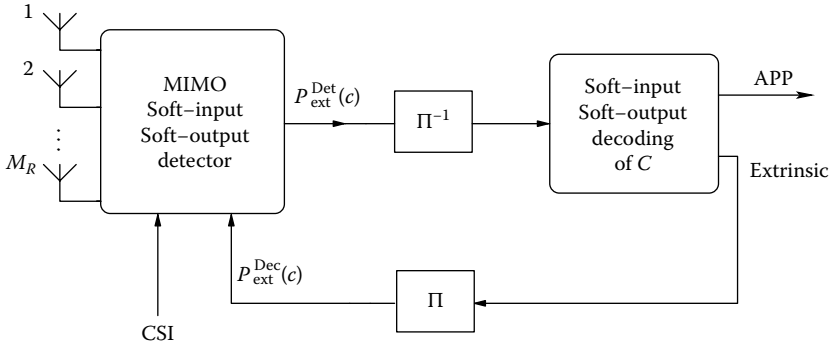 1
2
⋮
M_R
MIMO
Soft–input
Soft–output
detector
P_ext^Det(c)
Π⁻¹
Soft–input
Soft–output
decoding
of C
APP
Extrinsic
P_ext^Dec(c)
Π
CSI